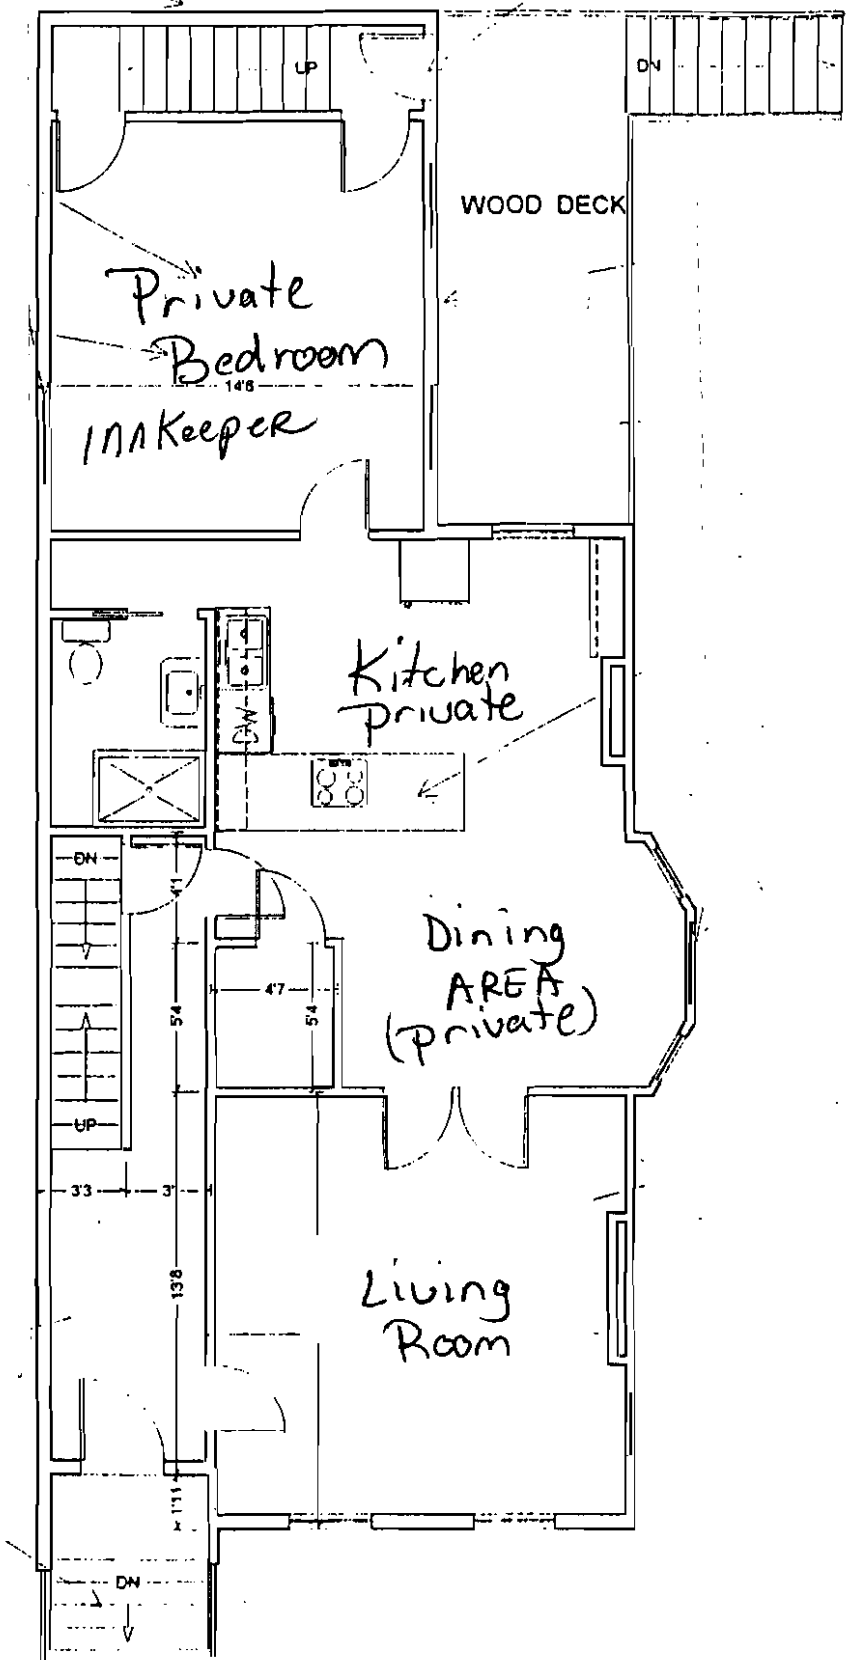 UP
DN
WOOD DECK
Private
Bedroom
14'6
InnKeeper
Kitchen
private
DW
DN
4'1
Dining
AREA
(private)
4'7
5'4
5'4
UP
3'3
3'
13'8
Living
Room
1'11
DN